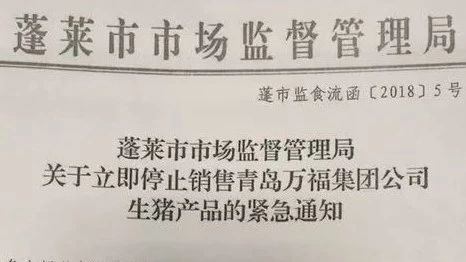 蓬莱市市场监督管理局
蓬市监食流函〔2018〕5号
蓬莱市市场监督管理局
关于立即停止销售青岛万福集团公司
生猪产品的紧急通知